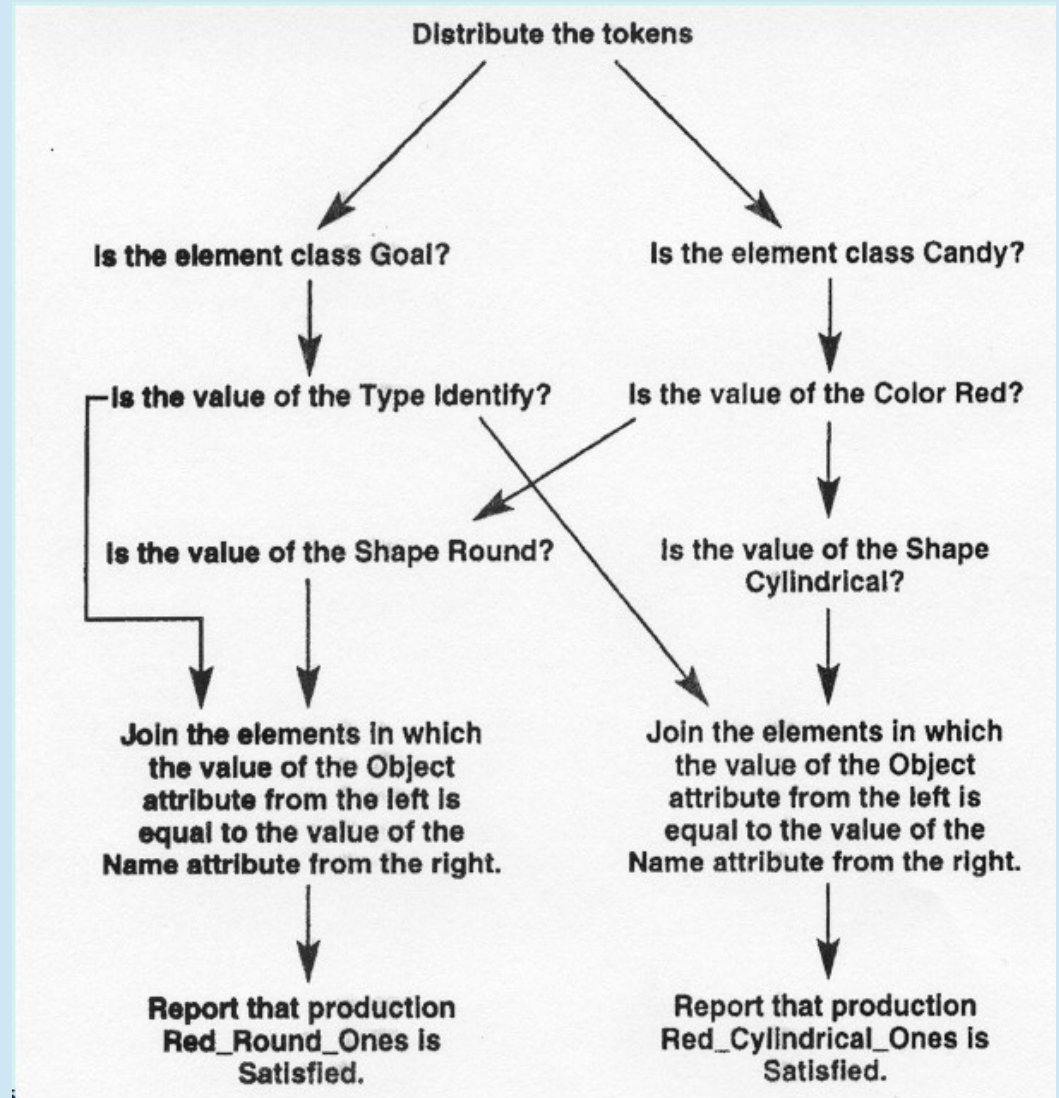 Distribute the tokens
Is the element class Goal?
Is the element class Candy?
Is the value of the Type Identify?
Is the value of the Color Red?
Is the value of the Shape Round?
Is the value of the Shape
Cylindrical?
Join the elements in which
the value of the Object
attribute from the left is
equal to the value of the
Name attribute from the right.
Join the elements in which
the value of the Object
attribute from the left is
equal to the value of the
Name attribute from the right.
Report that production
Red_Round_Ones is
Satisfied.
Report that production
Red_Cylindrical_Ones is
Satisfied.